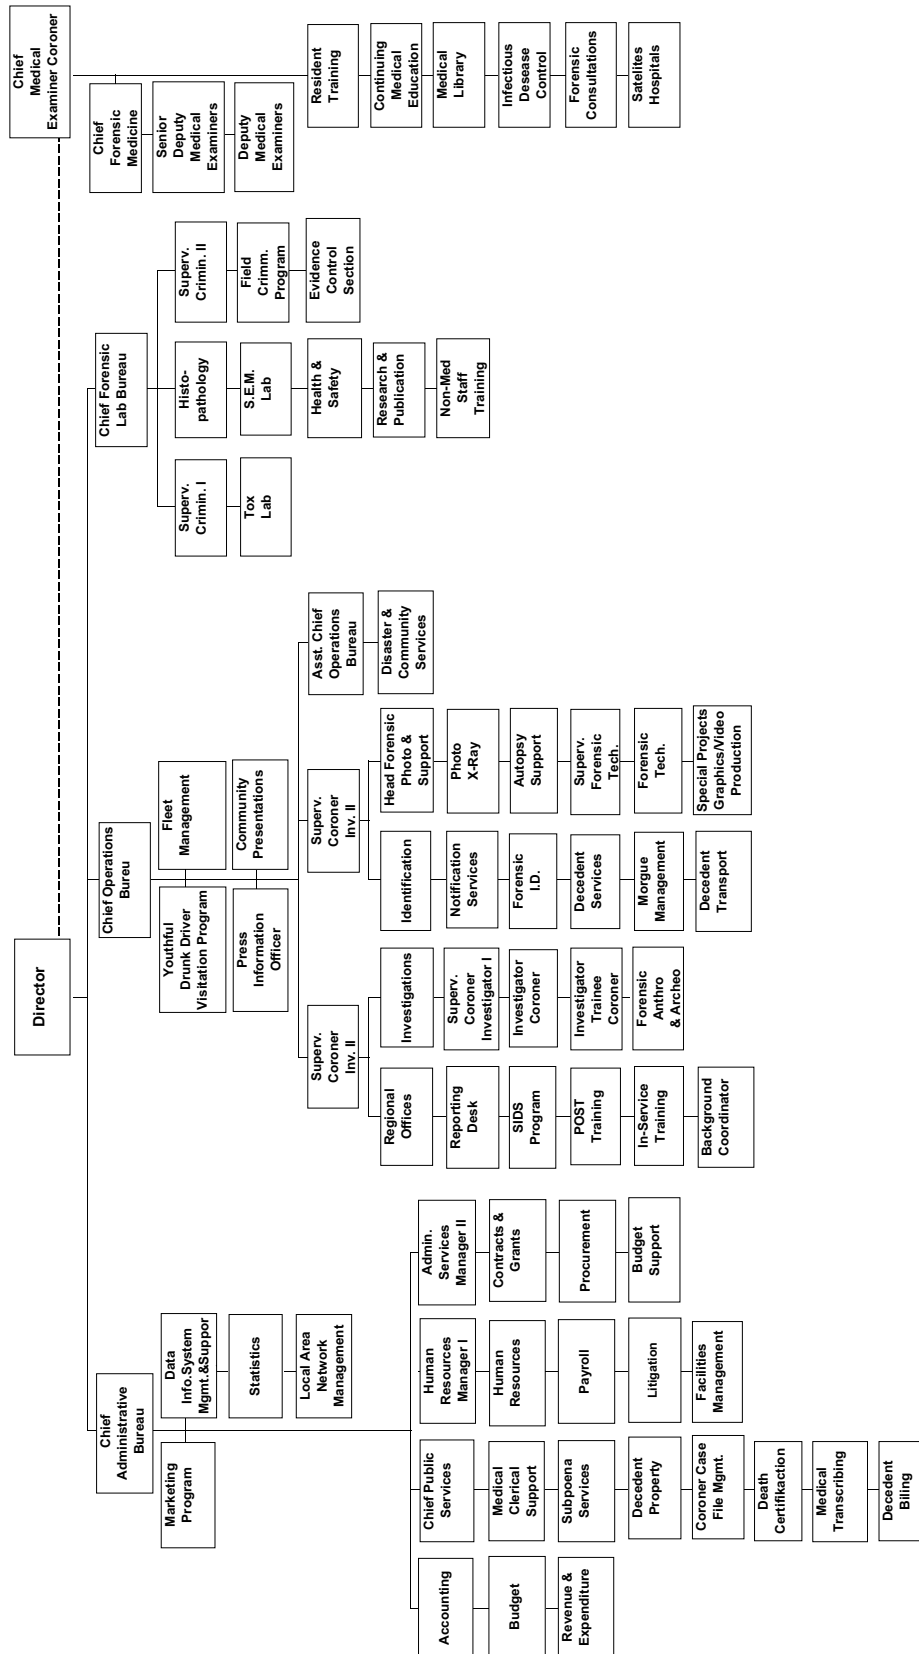 Director
Chief
Medical
Examiner Coroner
Chief
Administrative
Bureau
Marketing
Program
Data
Info.System
Mgmt.&Suppor
Statistics
Local Area
Network
Management
Accounting
Budget
Revenue &
Expenditure
Chief Public
Services
Medical
Clerical
Support
Subpoena
Services
Decedent
Property
Coroner Case
File Mgmt.
Death
Certifikaction
Medical
Transcribing
Decedent
Biling
Human
Resources
Manager I
Human
Resources
Payroll
Litigation
Facilities
Management
Admin.
Services
Manager II
Contracts &
Grants
Procurement
Budget
Support
Chief Operations
Bureu
Youthful
Drunk Driver
Visitation Program
Fleet
Management
Press
Information
Officer
Community
Presentations
Superv.
Coroner
Inv. II
Regional
Offices
Reporting
Desk
SIDS
Program
POST
Training
In-Service
Training
Background
Coordinator
Investigations
Superv.
Coroner
Investigator I
Investigator
Coroner
Investigator
Trainee
Coroner
Forensic
Anthro
& Archeo
Superv.
Coroner
Inv. II
Identification
Notification
Services
Forensic
I.D.
Decedent
Services
Morgue
Management
Decedent
Transport
Head Forensic
Photo &
Support
Photo
X-Ray
Autopsy
Support
Superv.
Forensic
Tech.
Forensic
Tech.
Special Projects
Graphics/Video
Production
Asst. Chief
Operations
Bureau
Disaster &
Community
Services
Chief Forensic
Lab Bureau
Superv.
Crimin. I
Tox
Lab
Histo-
pathology
S.E.M.
Lab
Health &
Safety
Research &
Publication
Non-Med
Staff
Training
Superv.
Crimin. II
Field
Crimm.
Program
Evidence
Control
Section
Chief
Forensic
Medicine
Senior
Deputy
Medical
Examiners
Deputy
Medical
Examiners
Resident
Training
Continuing
Medical
Education
Medical
Library
Infectious
Desease
Control
Forensic
Consultations
Satelites
Hospitals